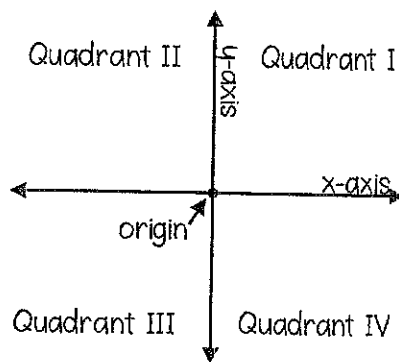 Quadrant II
Quadrant I
y-axis
x-axis
origin
Quadrant III
Quadrant IV